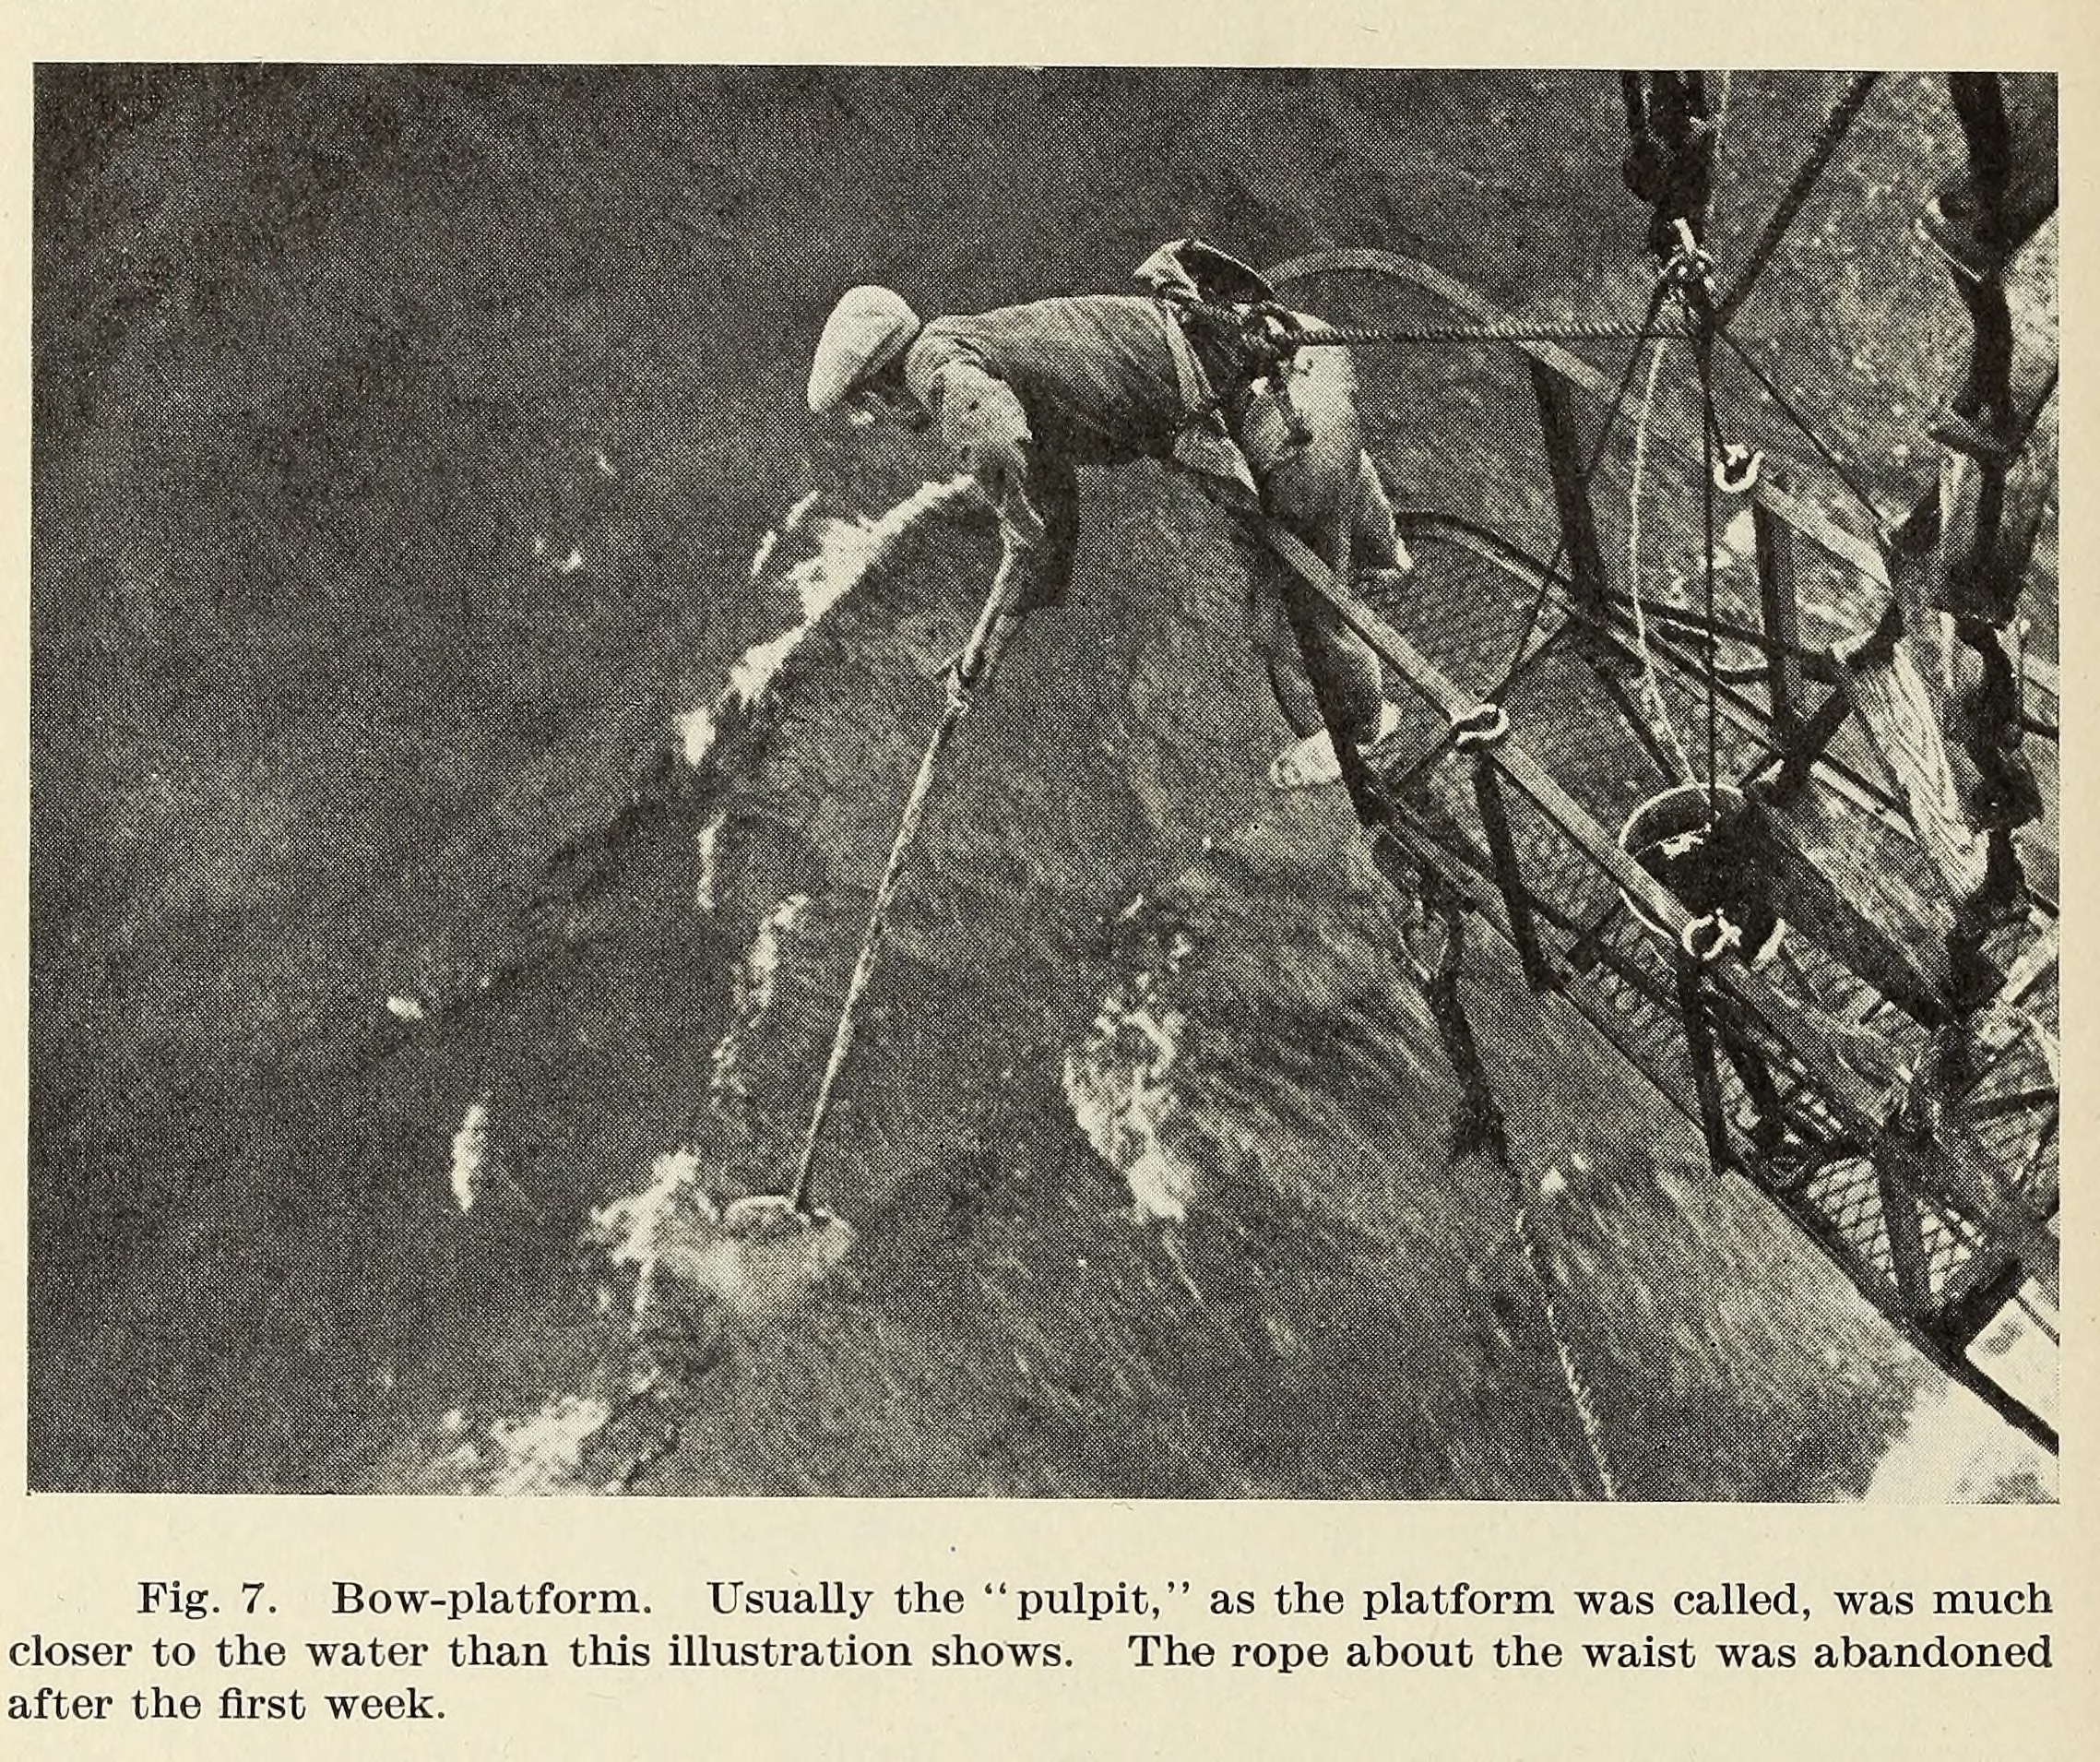 Fig. 7. Bow-platform. Usually the “pulpit,” as the platform was called, was much
closer to the water than this illustration shows. The rope about the waist was abandoned
after the first week.